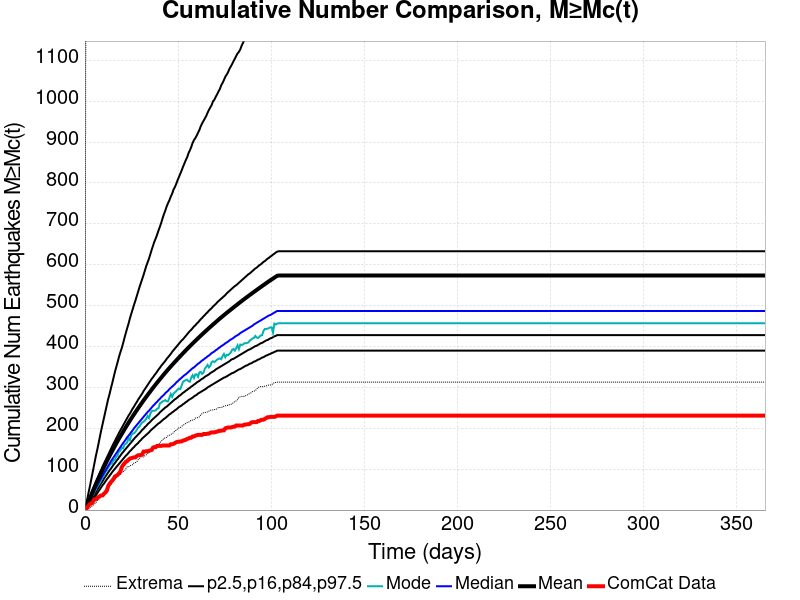 Cumulative Number Comparison, M≥Mc(t)
Cumulative Num Earthquakes M≥Mc(t)
1100
1000
900
800
700
600
500
400
300
200
100
0
0 50 100 150 200 250 300 350
Time (days)
Extrema p2.5,p16,p84,p97.5 Mode Median Mean ComCat Data